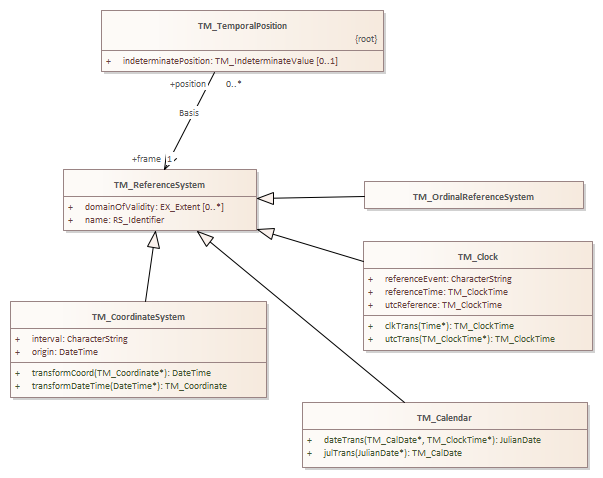 TM_TemporalPosition
{root}
+ indeterminatePosition: TM_IndeterminateValue [0..1]
+position 0..*
Basis
+frame 1
TM_ReferenceSystem
+ domainOfValidity: EX_Extent [0..*]
+ name: RS_Identifier
TM_OrdinalReferenceSystem
TM_Clock
+ referenceEvent: CharacterString
+ referenceTime: TM_ClockTime
+ utcReference: TM_ClockTime
+ clkTrans(Time*): TM_ClockTime
+ utcTrans(TM_ClockTime*): TM_ClockTime
TM_CoordinateSystem
+ interval: CharacterString
+ origin: DateTime
+ transformCoord(TM_Coordinate*): DateTime
+ transformDateTime(DateTime*): TM_Coordinate
TM_Calendar
+ dateTrans(TM_CalDate*, TM_ClockTime*): JulianDate
+ julTrans(JulianDate*): TM_CalDate